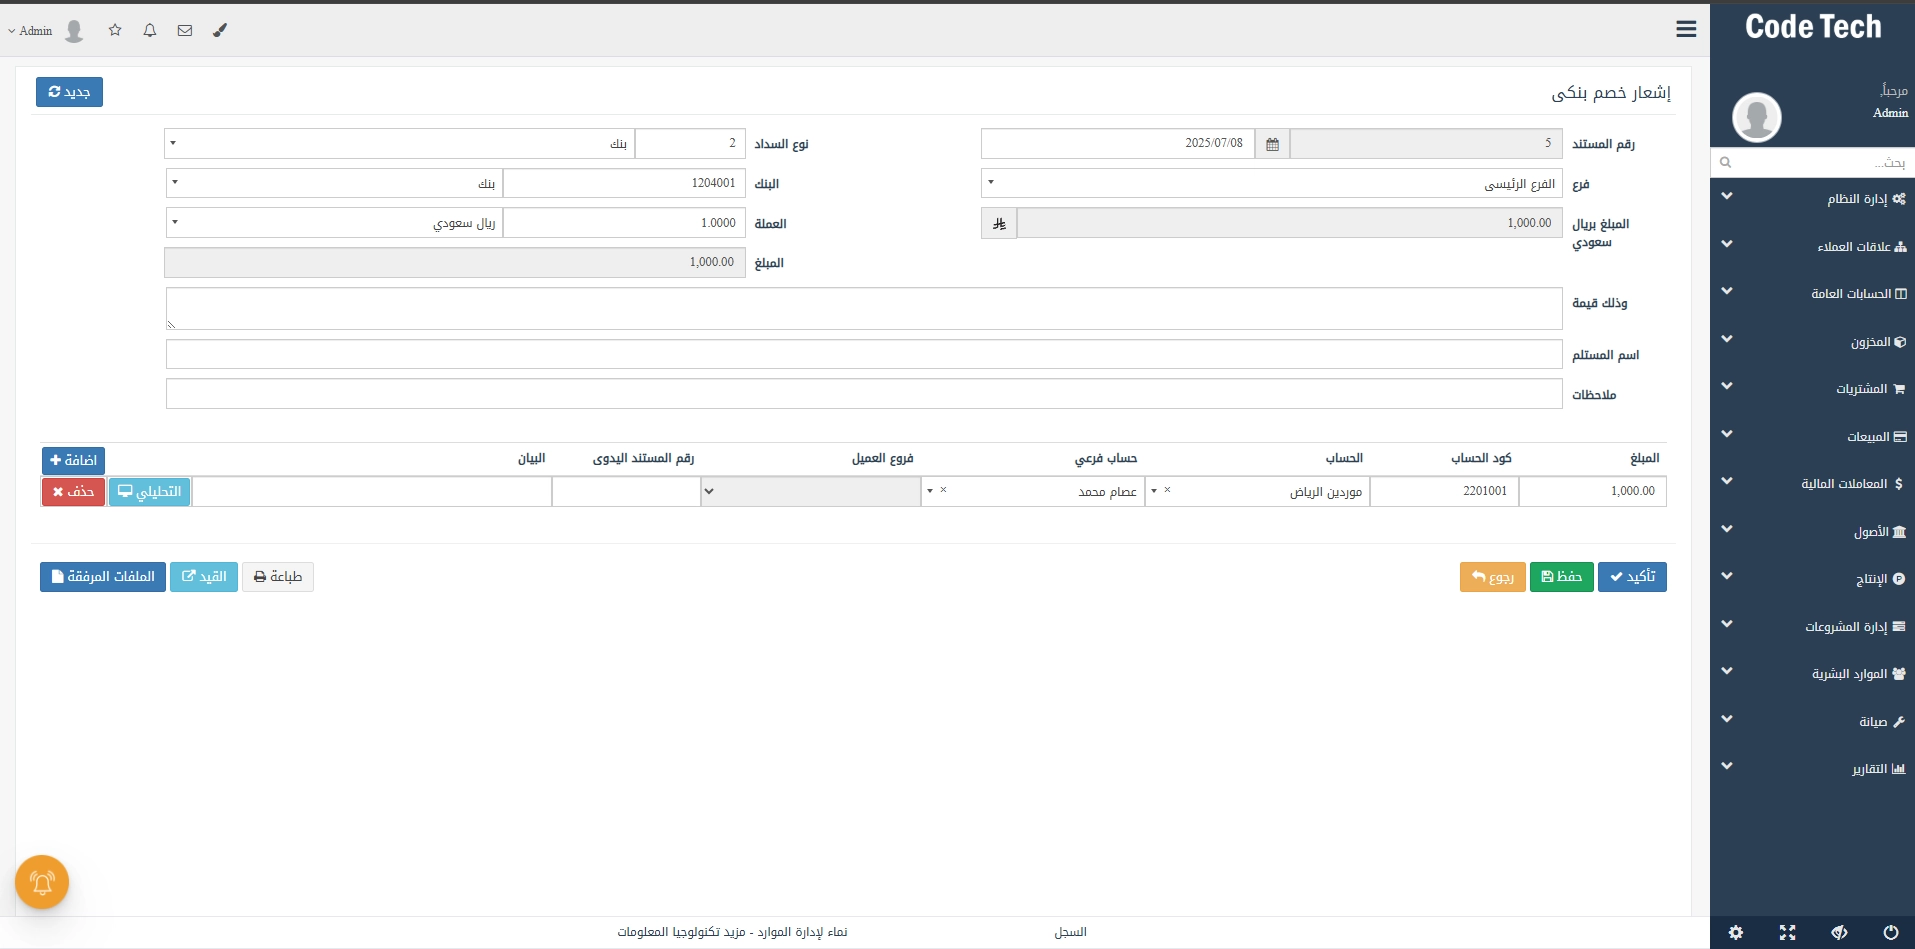 Code Tech
Admin
مرحباً,
Admin
بحث...
إدارة النظام
علاقات العملاء
الحسابات العامة
المخزون
المشتريات
المبيعات
المعاملات المالية
الأصول
الإنتاج
إدارة المشروعات
الموارد البشرية
صيانة
التقارير
إشعار خصم بنكى
جديد
رقم المستند 5 2025/07/08 نوع السداد 2 بنك
فرع الفرع الرئيسى البنك 1204001 بنك
المبلغ بريال سعودي 1,000.00 العملة 1.0000 ريال سعودي
المبلغ 1,000.00
وذلك قيمة
اسم المستلم
ملاحظات
المبلغ كود الحساب الحساب حساب فرعي فروع العميل رقم المستند اليدوى البيان اضافة
1,000.00 2201001 موردين الرياض × عصام محمد × التحليلي حذف
تأكيد حفظ رجوع طباعة القيد الملفات المرفقة
السجل نماء لإدارة الموارد - مزيد تكنولوجيا المعلومات